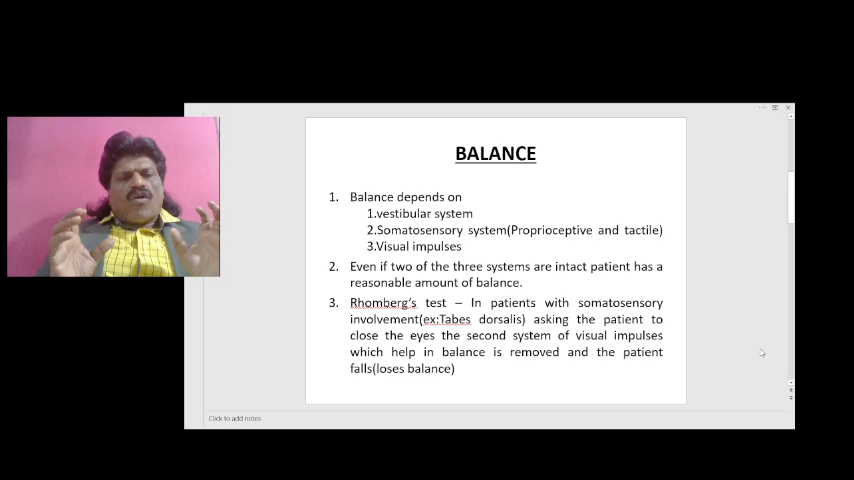 BALANCE
1. Balance depends on
1.vestibular system
2.Somatosensory system(Proprioceptive and tactile)
3.Visual impulses
2. Even if two of the three systems are intact patient has a
reasonable amount of balance.
3. Rhomberg's test – In patients with somatosensory
involvement(ex:Tabes dorsalis) asking the patient to
close the eyes the second system of visual impulses
which help in balance is removed and the patient
falls(loses balance)
Click to add notes